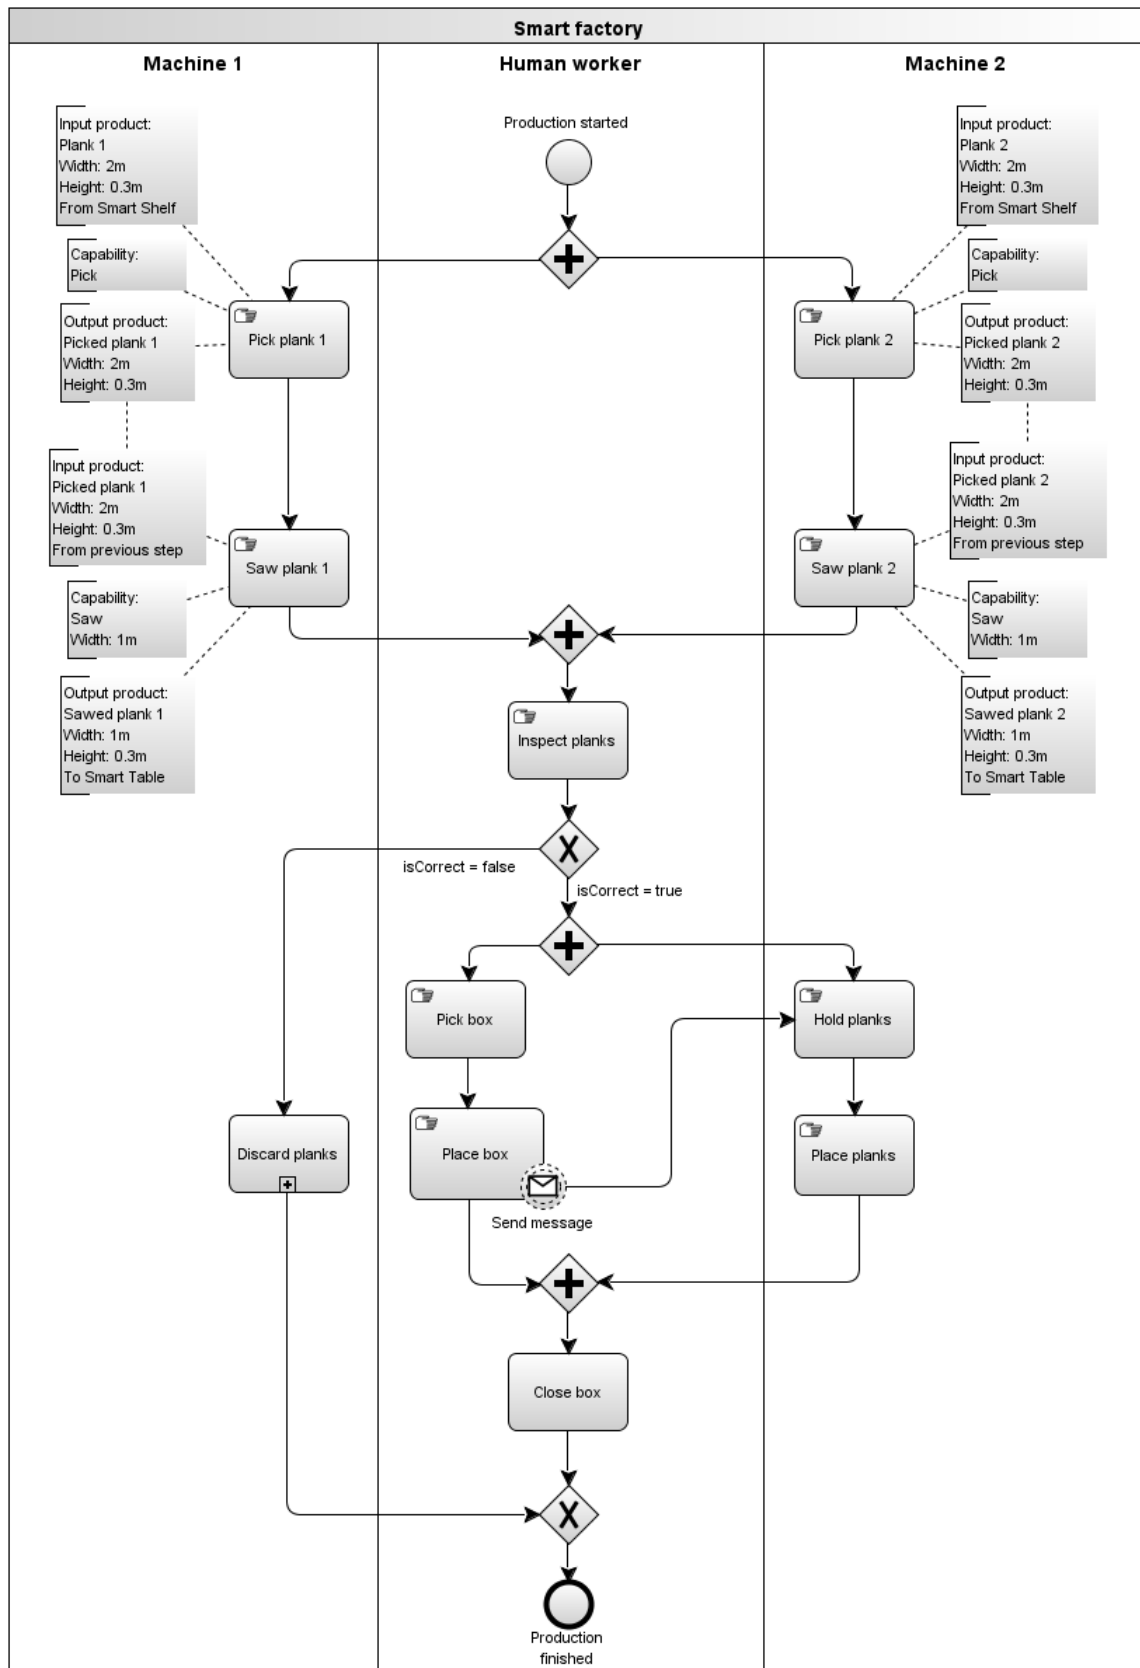 Smart factory
Machine 1
Human worker
Machine 2
Input product:
Plank 1
Width: 2m
Height: 0.3m
From Smart Shelf
Production started
Input product:
Plank 2
Width: 2m
Height: 0.3m
From Smart Shelf
Capability:
Pick
Capability:
Pick
Output product:
Picked plank 1
Width: 2m
Height: 0.3m
Pick plank 1
Pick plank 2
Output product:
Picked plank 2
Width: 2m
Height: 0.3m
Input product:
Picked plank 1
Width: 2m
Height: 0.3m
From previous step
Input product:
Picked plank 2
Width: 2m
Height: 0.3m
From previous step
Saw plank 1
Saw plank 2
Capability:
Saw
Width: 1m
Capability:
Saw
Width: 1m
Output product:
Sawed plank 1
Width: 1m
Height: 0.3m
To Smart Table
Inspect planks
Output product:
Sawed plank 2
Width: 1m
Height: 0.3m
To Smart Table
isCorrect = false
isCorrect = true
Pick box
Hold planks
Discard planks
Place box
Place planks
Send message
Close box
Production
finished